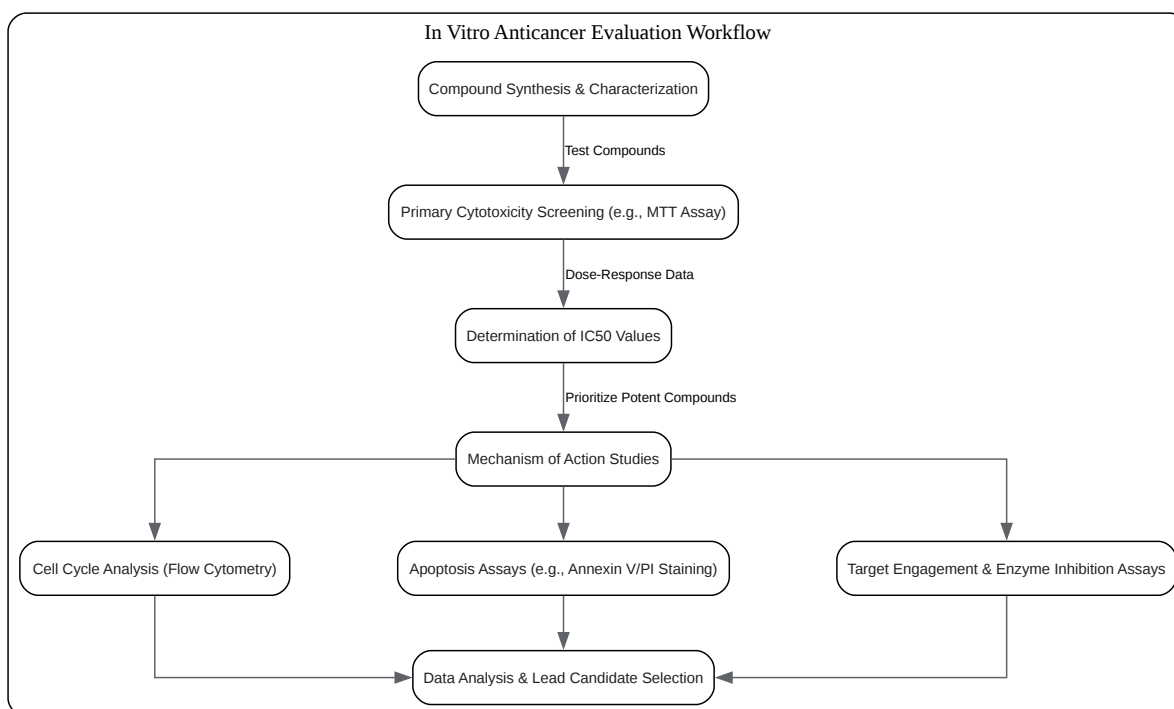 In Vitro Anticancer Evaluation Workflow
Compound Synthesis & Characterization
Test Compounds
Primary Cytotoxicity Screening (e.g., MTT Assay)
Dose-Response Data
Determination of IC50 Values
Prioritize Potent Compounds
Mechanism of Action Studies
Cell Cycle Analysis (Flow Cytometry)
Apoptosis Assays (e.g., Annexin V/PI Staining)
Target Engagement & Enzyme Inhibition Assays
Data Analysis & Lead Candidate Selection